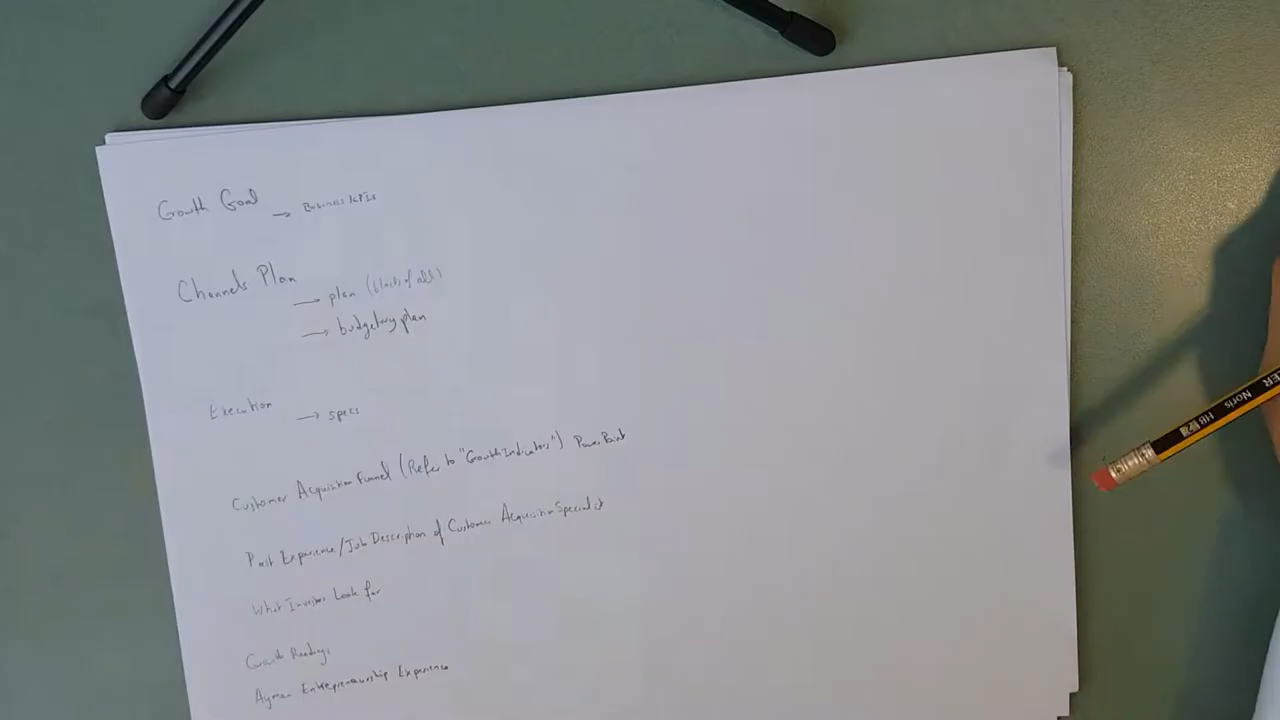 Growth Goal → Business KPIs
Channels Plan
→ plan (blocks of all)
→ budgetary plan
Execution → specs
Customer Acquisition Funnel (Refer to "Growth Indicators") PowerPoint
Past Experience/Job Description of Customer Acquisition Specialist
What Investors Look for
Growth Readings
Ayman Entrepreneurship Experience
Noris HB